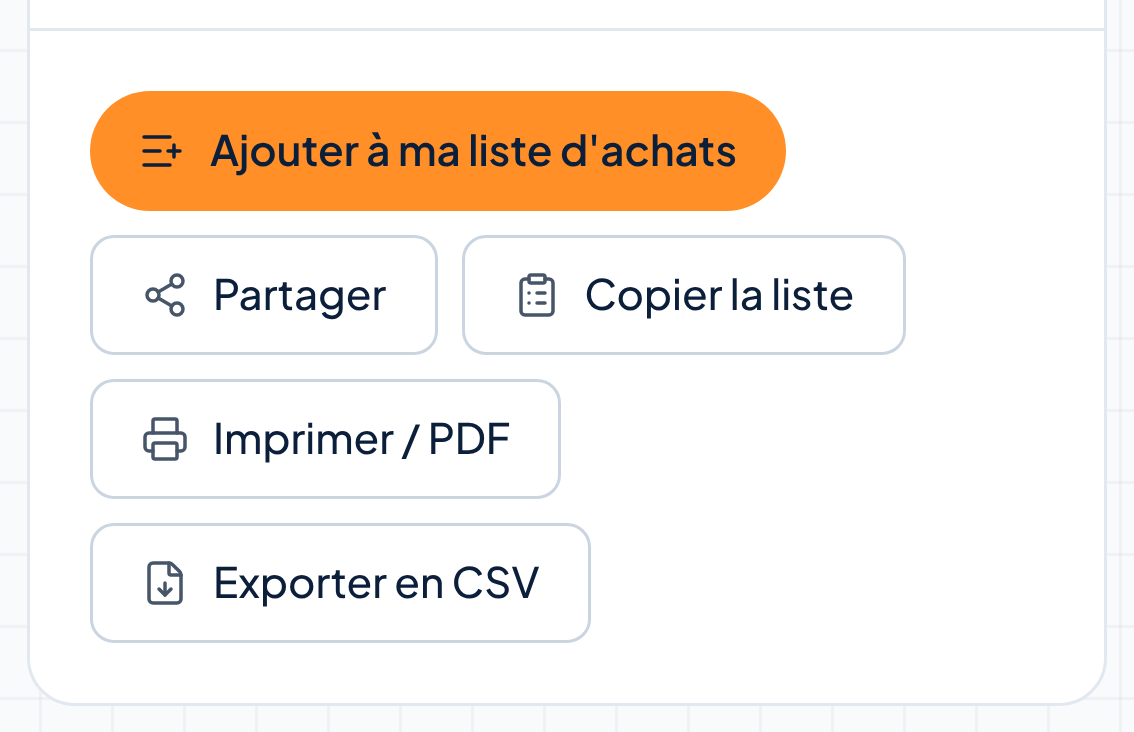 Ajouter à ma liste d'achats
Partager
Copier la liste
Imprimer / PDF
Exporter en CSV